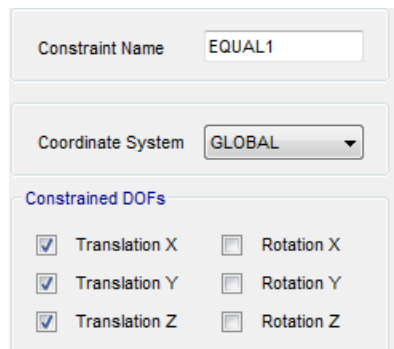 Constraint Name EQUAL1
Coordinate System GLOBAL
Constrained DOFs
Translation X Rotation X
Translation Y Rotation Y
Translation Z Rotation Z